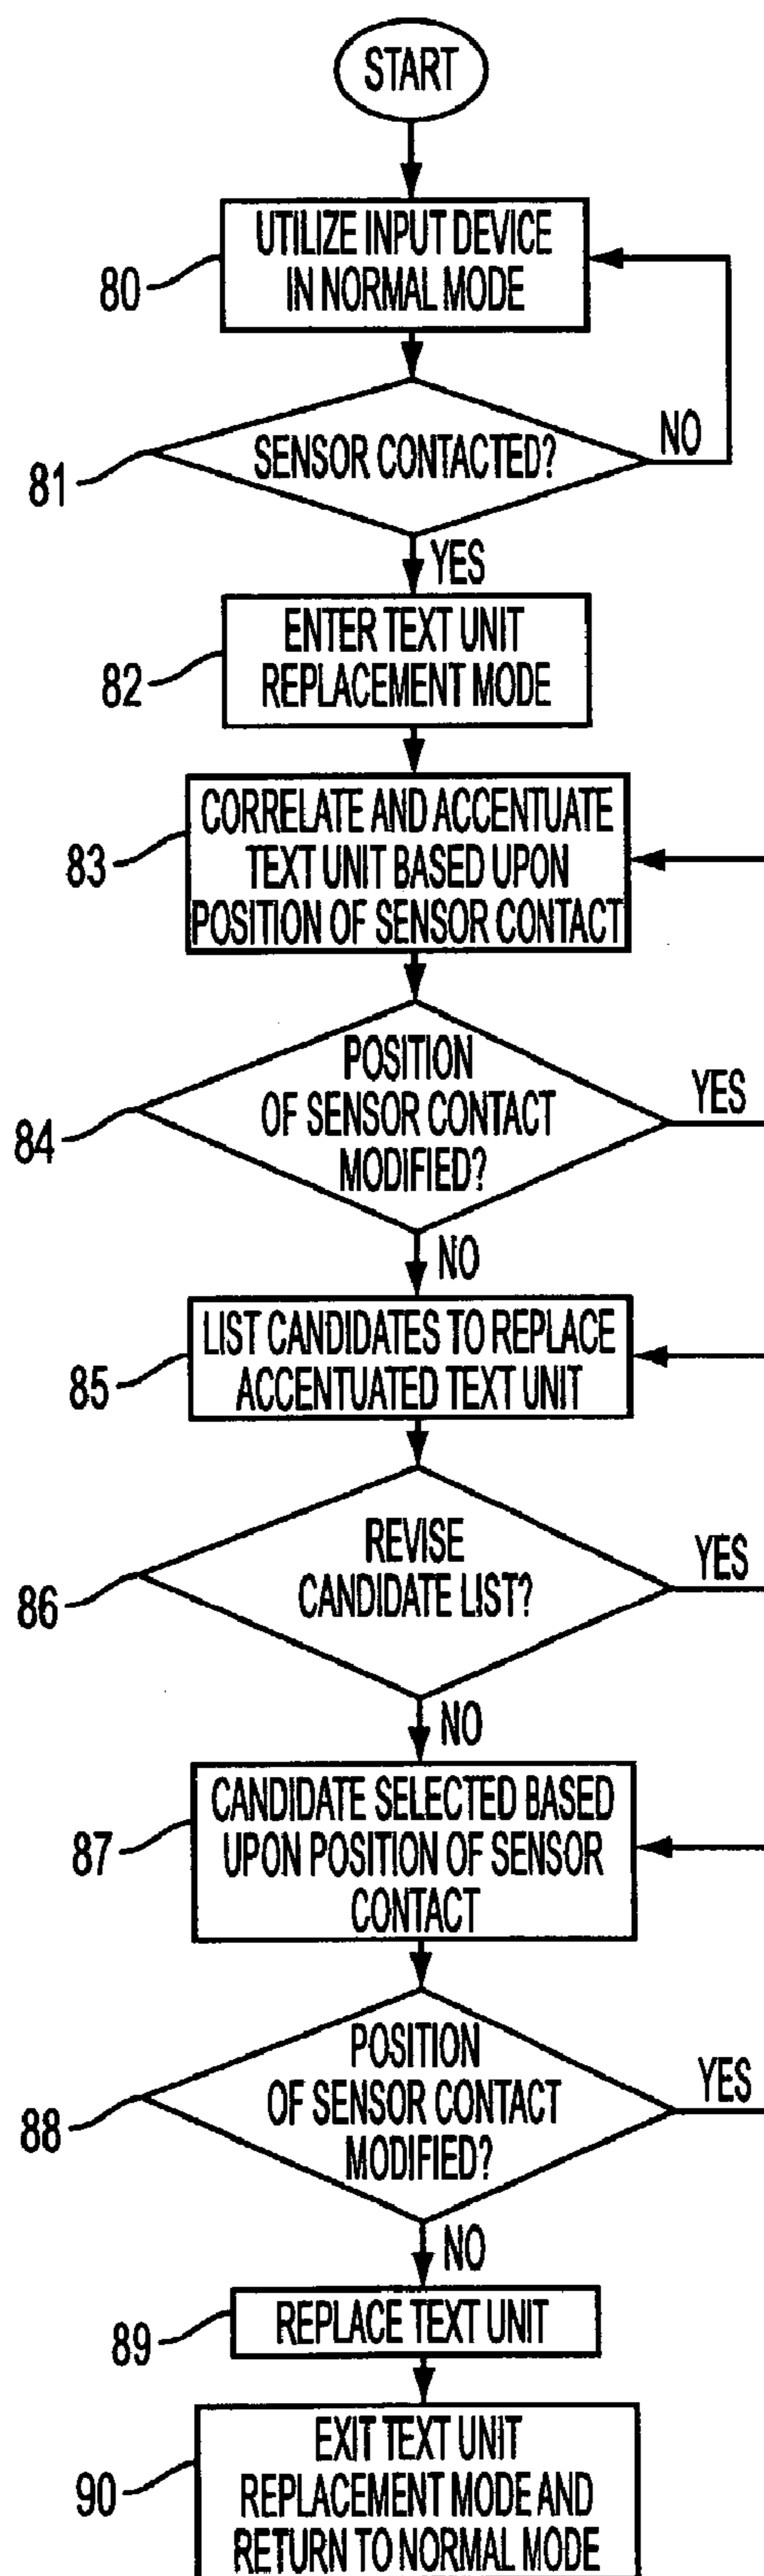 START
UTILIZE INPUT DEVICE
IN NORMAL MODE
80
SENSOR CONTACTED?
NO
81
YES
ENTER TEXT UNIT
REPLACEMENT MODE
82
CORRELATE AND ACCENTUATE
TEXT UNIT BASED UPON
POSITION OF SENSOR CONTACT
83
POSITION
OF SENSOR CONTACT
MODIFIED?
YES
84
NO
LIST CANDIDATES TO REPLACE
ACCENTUATED TEXT UNIT
85
REVISE
CANDIDATE LIST?
YES
86
NO
CANDIDATE SELECTED BASED
UPON POSITION OF SENSOR
CONTACT
87
POSITION
OF SENSOR CONTACT
MODIFIED?
YES
88
NO
REPLACE TEXT UNIT
89
EXIT TEXT UNIT
REPLACEMENT MODE AND
RETURN TO NORMAL MODE
90